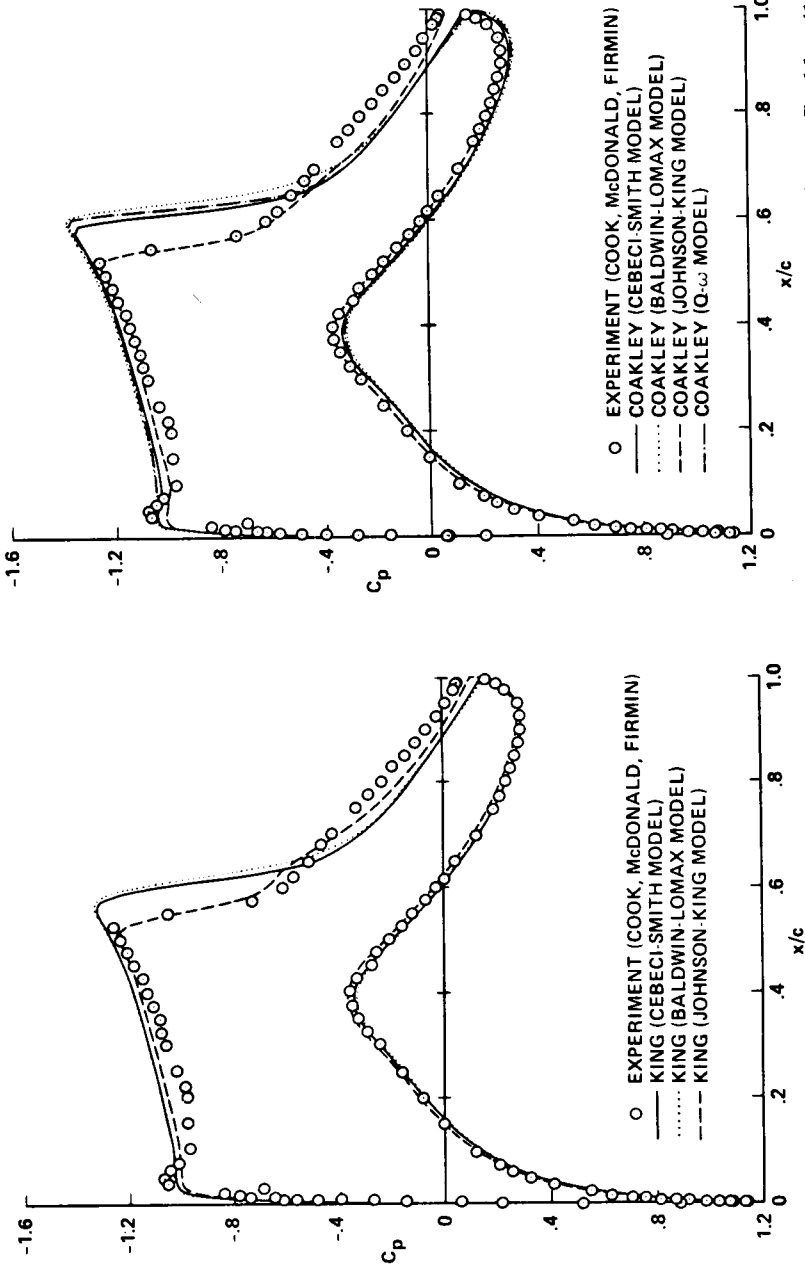 -1.6
-1.2
-.8
-.4
0
.4
.8
1.2
Cp
0
.2
.4
.6
.8
1.0
x/c
EXPERIMENT (COOK, McDONALD, FIRMIN)
KING (CEBECI-SMITH MODEL)
KING (BALDWIN-LOMAX MODEL)
KING (JOHNSON-KING MODEL)
-1.6
-1.2
-.8
-.4
0
.4
.8
1.2
Cp
0
.2
.4
.6
.8
1.0
x/c
EXPERIMENT (COOK, McDONALD, FIRMIN)
COAKLEY (CEBECI-SMITH MODEL)
COAKLEY (BALDWIN-LOMAX MODEL)
COAKLEY (JOHNSON-KING MODEL)
COAKLEY (Q-ω MODEL)